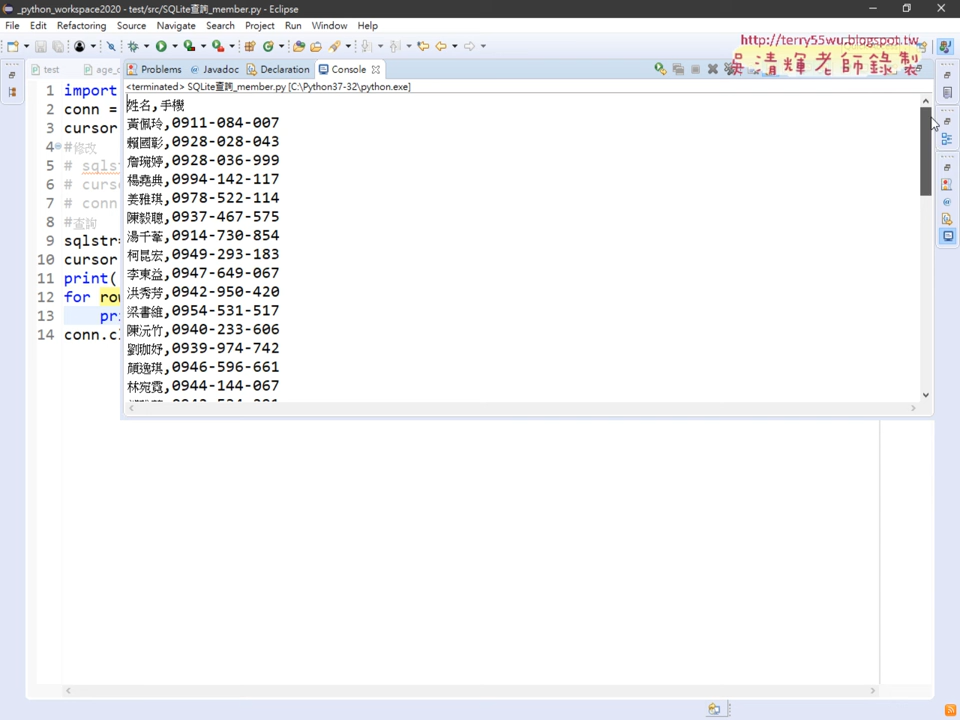 _python_workspace2020 - test/src/SQLite查詢_member.py - Eclipse
File Edit Refactoring Source Navigate Search Project Run Window Help
http://terry55wu.blogspot.tw
吳清輝老師錄製
test
age_c
Problems Javadoc Declaration Console
<terminated> SQLite查詢_member.py [C:\Python37-32\python.exe]
1 import
2 conn =
3 cursor
4 #修改
5 # sqls
6 # curs
7 # conn
8 #查詢
9 sqlstr=
10 cursor
11 print(
12 for row
13 pri
14 conn.cl
姓名,手機
黃佩玲,0911-084-007
賴國彰,0928-028-043
詹琬婷,0928-036-999
楊堯典,0994-142-117
姜雅琪,0978-522-114
陳毅聰,0937-467-575
湯千菶,0914-730-854
柯昆宏,0949-293-183
李東益,0947-649-067
洪秀芳,0942-950-420
梁書維,0954-531-517
陳沅竹,0940-233-606
劉珈妤,0939-974-742
顏逸琪,0946-596-661
林宛霓,0944-144-067